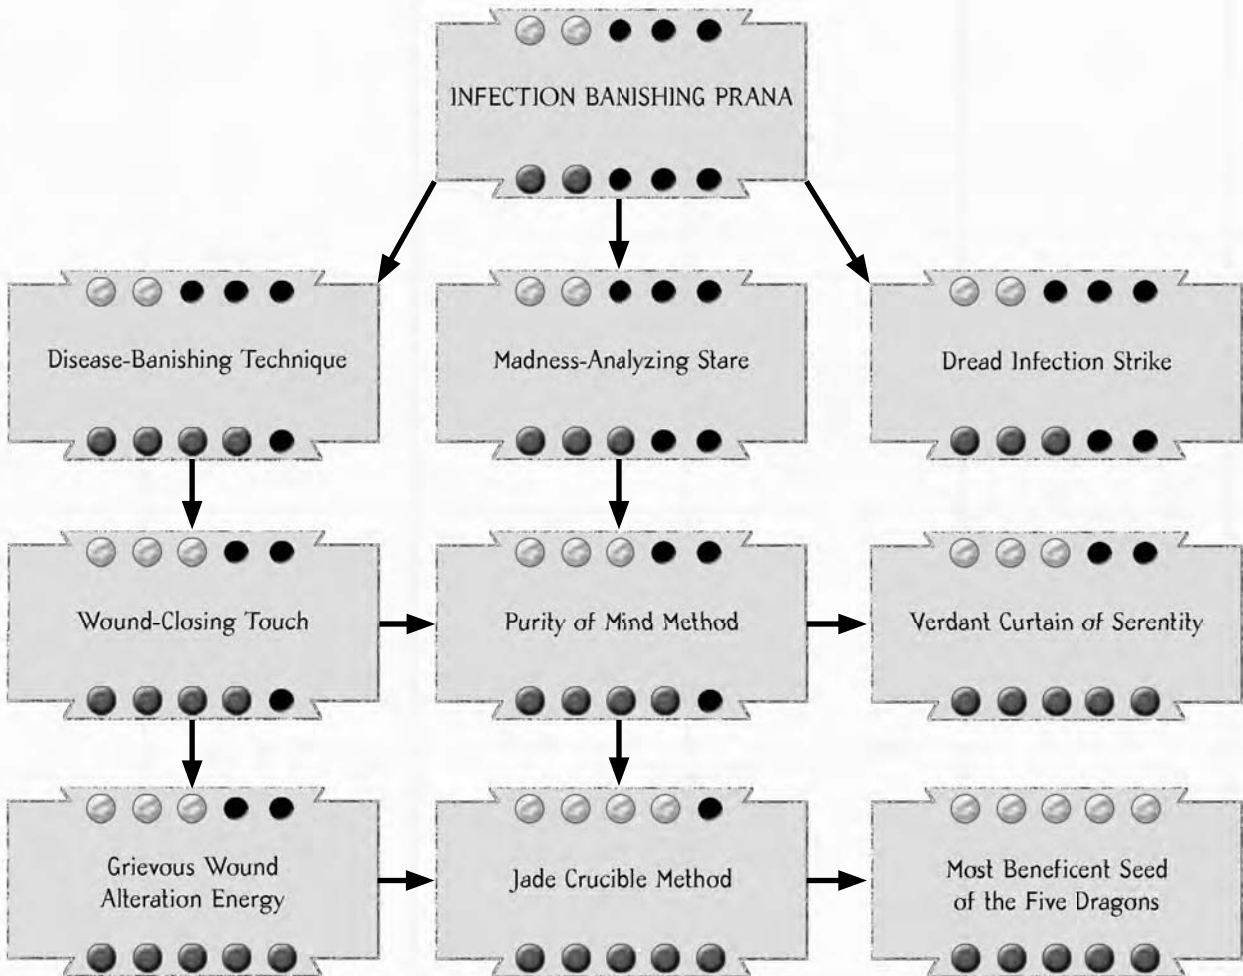 INFECTION BANISHING PRANA
Disease-Banishing Technique
Madness-Analyzing Stare
Dread Infection Strike
Wound-Closing Touch
Purity of Mind Method
Verdant Curtain of Serentity
Grievous Wound
Alteration Energy
Jade Crucible Method
Most Beneficent Seed
of the Five Dragons